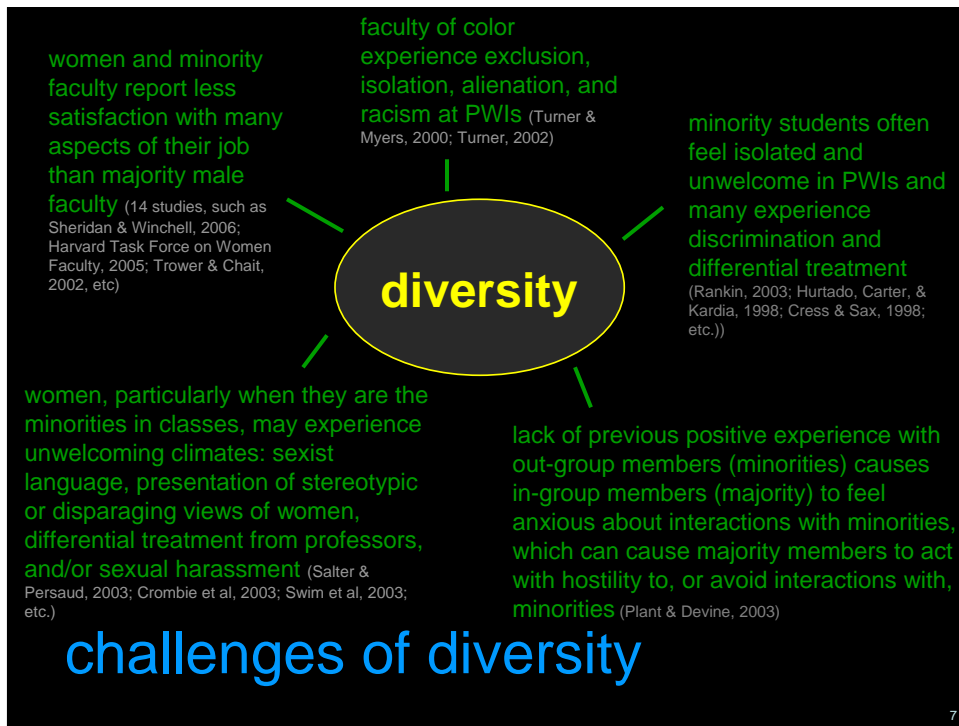 women and minority
faculty report less
satisfaction with many
aspects of their job
than majority male
faculty (14 studies, such as
Sheridan & Winchell, 2006;
Harvard Task Force on Women
Faculty, 2005; Trower & Chait,
2002, etc)
faculty of color
experience exclusion,
isolation, alienation, and
racism at PWIs (Turner &
Myers, 2000; Turner, 2002)
minority students often
feel isolated and
unwelcome in PWIs and
many experience
discrimination and
differential treatment
(Rankin, 2003; Hurtado, Carter, &
Kardia, 1998; Cress & Sax, 1998;
etc.))
diversity
women, particularly when they are the
minorities in classes, may experience
unwelcoming climates: sexist
language, presentation of stereotypic
or disparaging views of women,
differential treatment from professors,
and/or sexual harassment (Salter &
Persaud, 2003; Crombie et al, 2003; Swim et al, 2003;
etc.)
lack of previous positive experience with
out-group members (minorities) causes
in-group members (majority) to feel
anxious about interactions with minorities,
which can cause majority members to act
with hostility to, or avoid interactions with,
minorities (Plant & Devine, 2003)
challenges of diversity
7